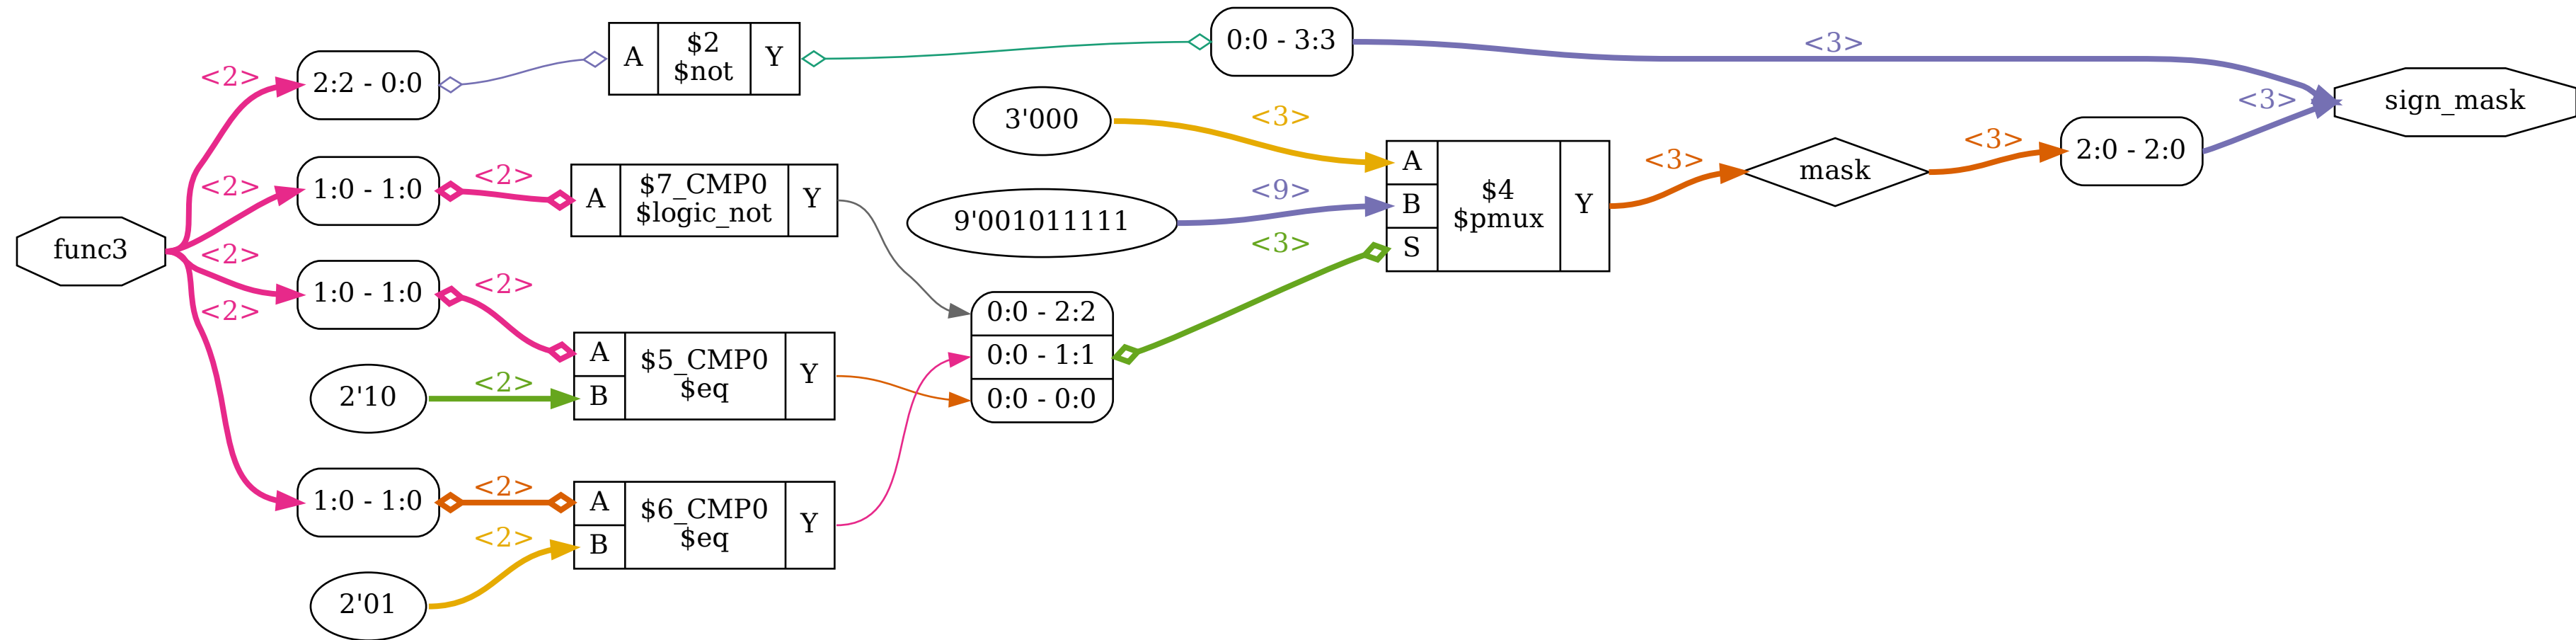 func3
<2>
<2>
<2>
<2>
2:2 - 0:0
1:0 - 1:0
1:0 - 1:0
1:0 - 1:0
2'10
2'01
<2>
<2>
<2>
<2>
<2>
A
$2
$not
Y
A
$7_CMP0
$logic_not
Y
A
B
$5_CMP0
$eq
Y
A
B
$6_CMP0
$eq
Y
3'000
9'001011111
0:0 - 2:2
0:0 - 1:1
0:0 - 0:0
0:0 - 3:3
<3>
<9>
<3>
A
B
S
$4
$pmux
Y
<3>
mask
<3>
2:0 - 2:0
<3>
<3>
sign_mask